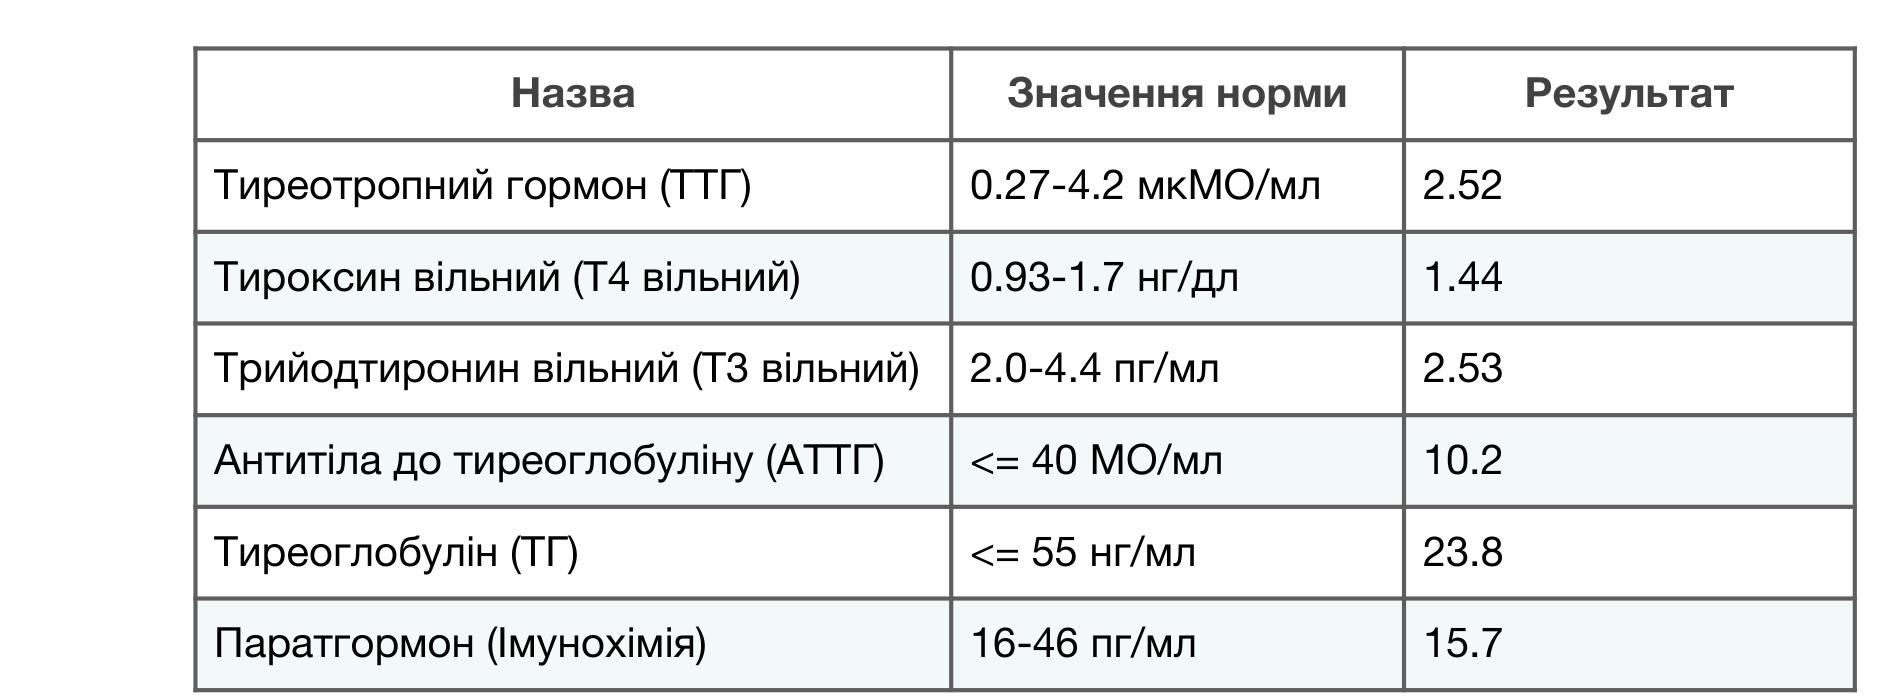 Назва Значення норми Результат
Тиреотропний гормон (ТТГ) 0.27-4.2 мкМО/мл 2.52
Тироксин вільний (Т4 вільний) 0.93-1.7 нг/дл 1.44
Трийодтиронин вільний (Т3 вільний) 2.0-4.4 пг/мл 2.53
Антитіла до тиреоглобуліну (АТТГ) <= 40 МО/мл 10.2
Тиреоглобулін (ТГ) <= 55 нг/мл 23.8
Паратгормон (Імунохімія) 16-46 пг/мл 15.7